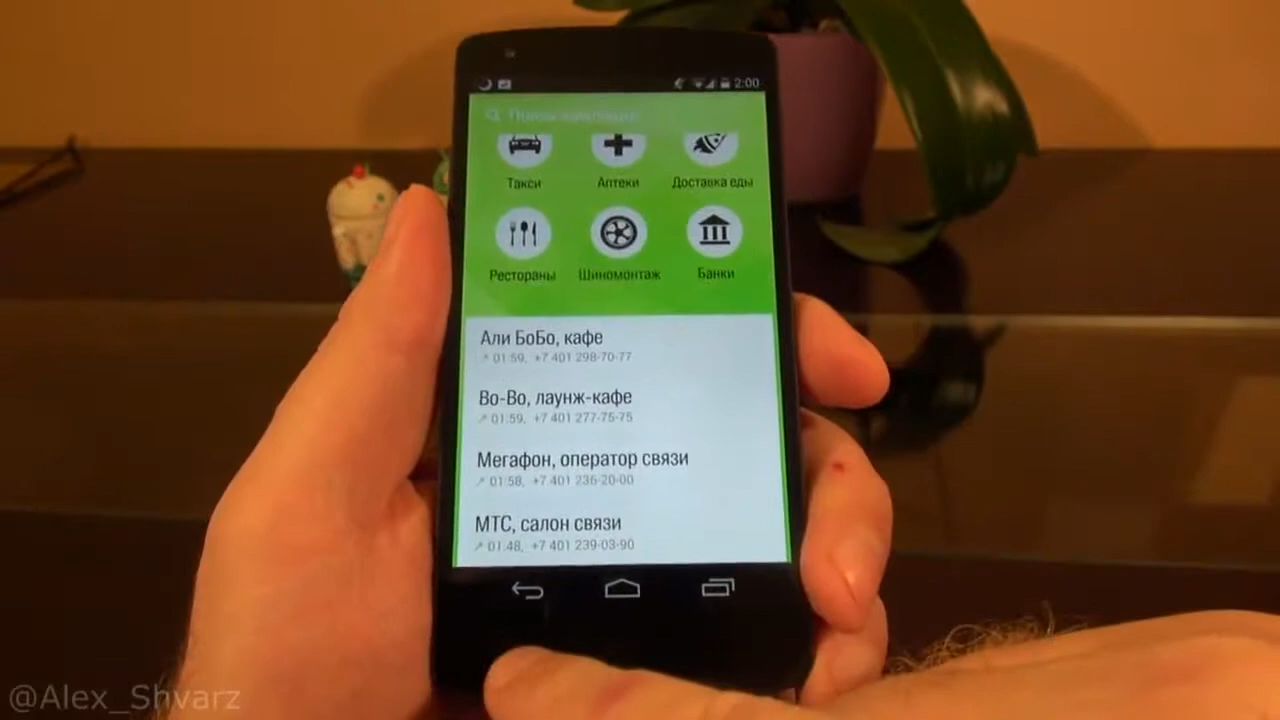 2:00
Такси
Аптеки
Доставка еды
Рестораны
Шиномонтаж
Банки
Али БоБо, кафе
01:59, +7 401 298-70-77
Во-Во, лаунж-кафе
01:59, +7 401 277-75-75
Мегафон, оператор связи
01:58, +7 401 236-20-00
МТС, салон связи
01:48, +7 401 239-03-90
@Alex_Shvarz